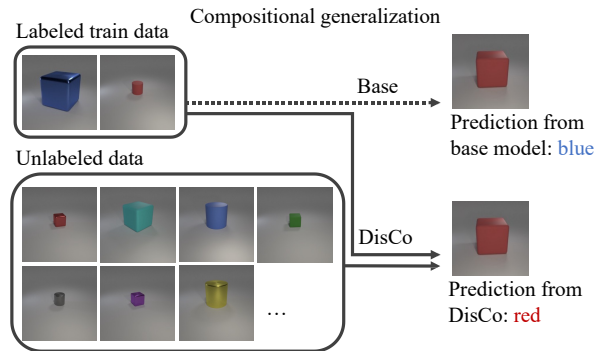 Compositional generalization
Labeled train data
Base
Prediction from
base model: blue
Unlabeled data
DisCo
...
Prediction from
DisCo: red